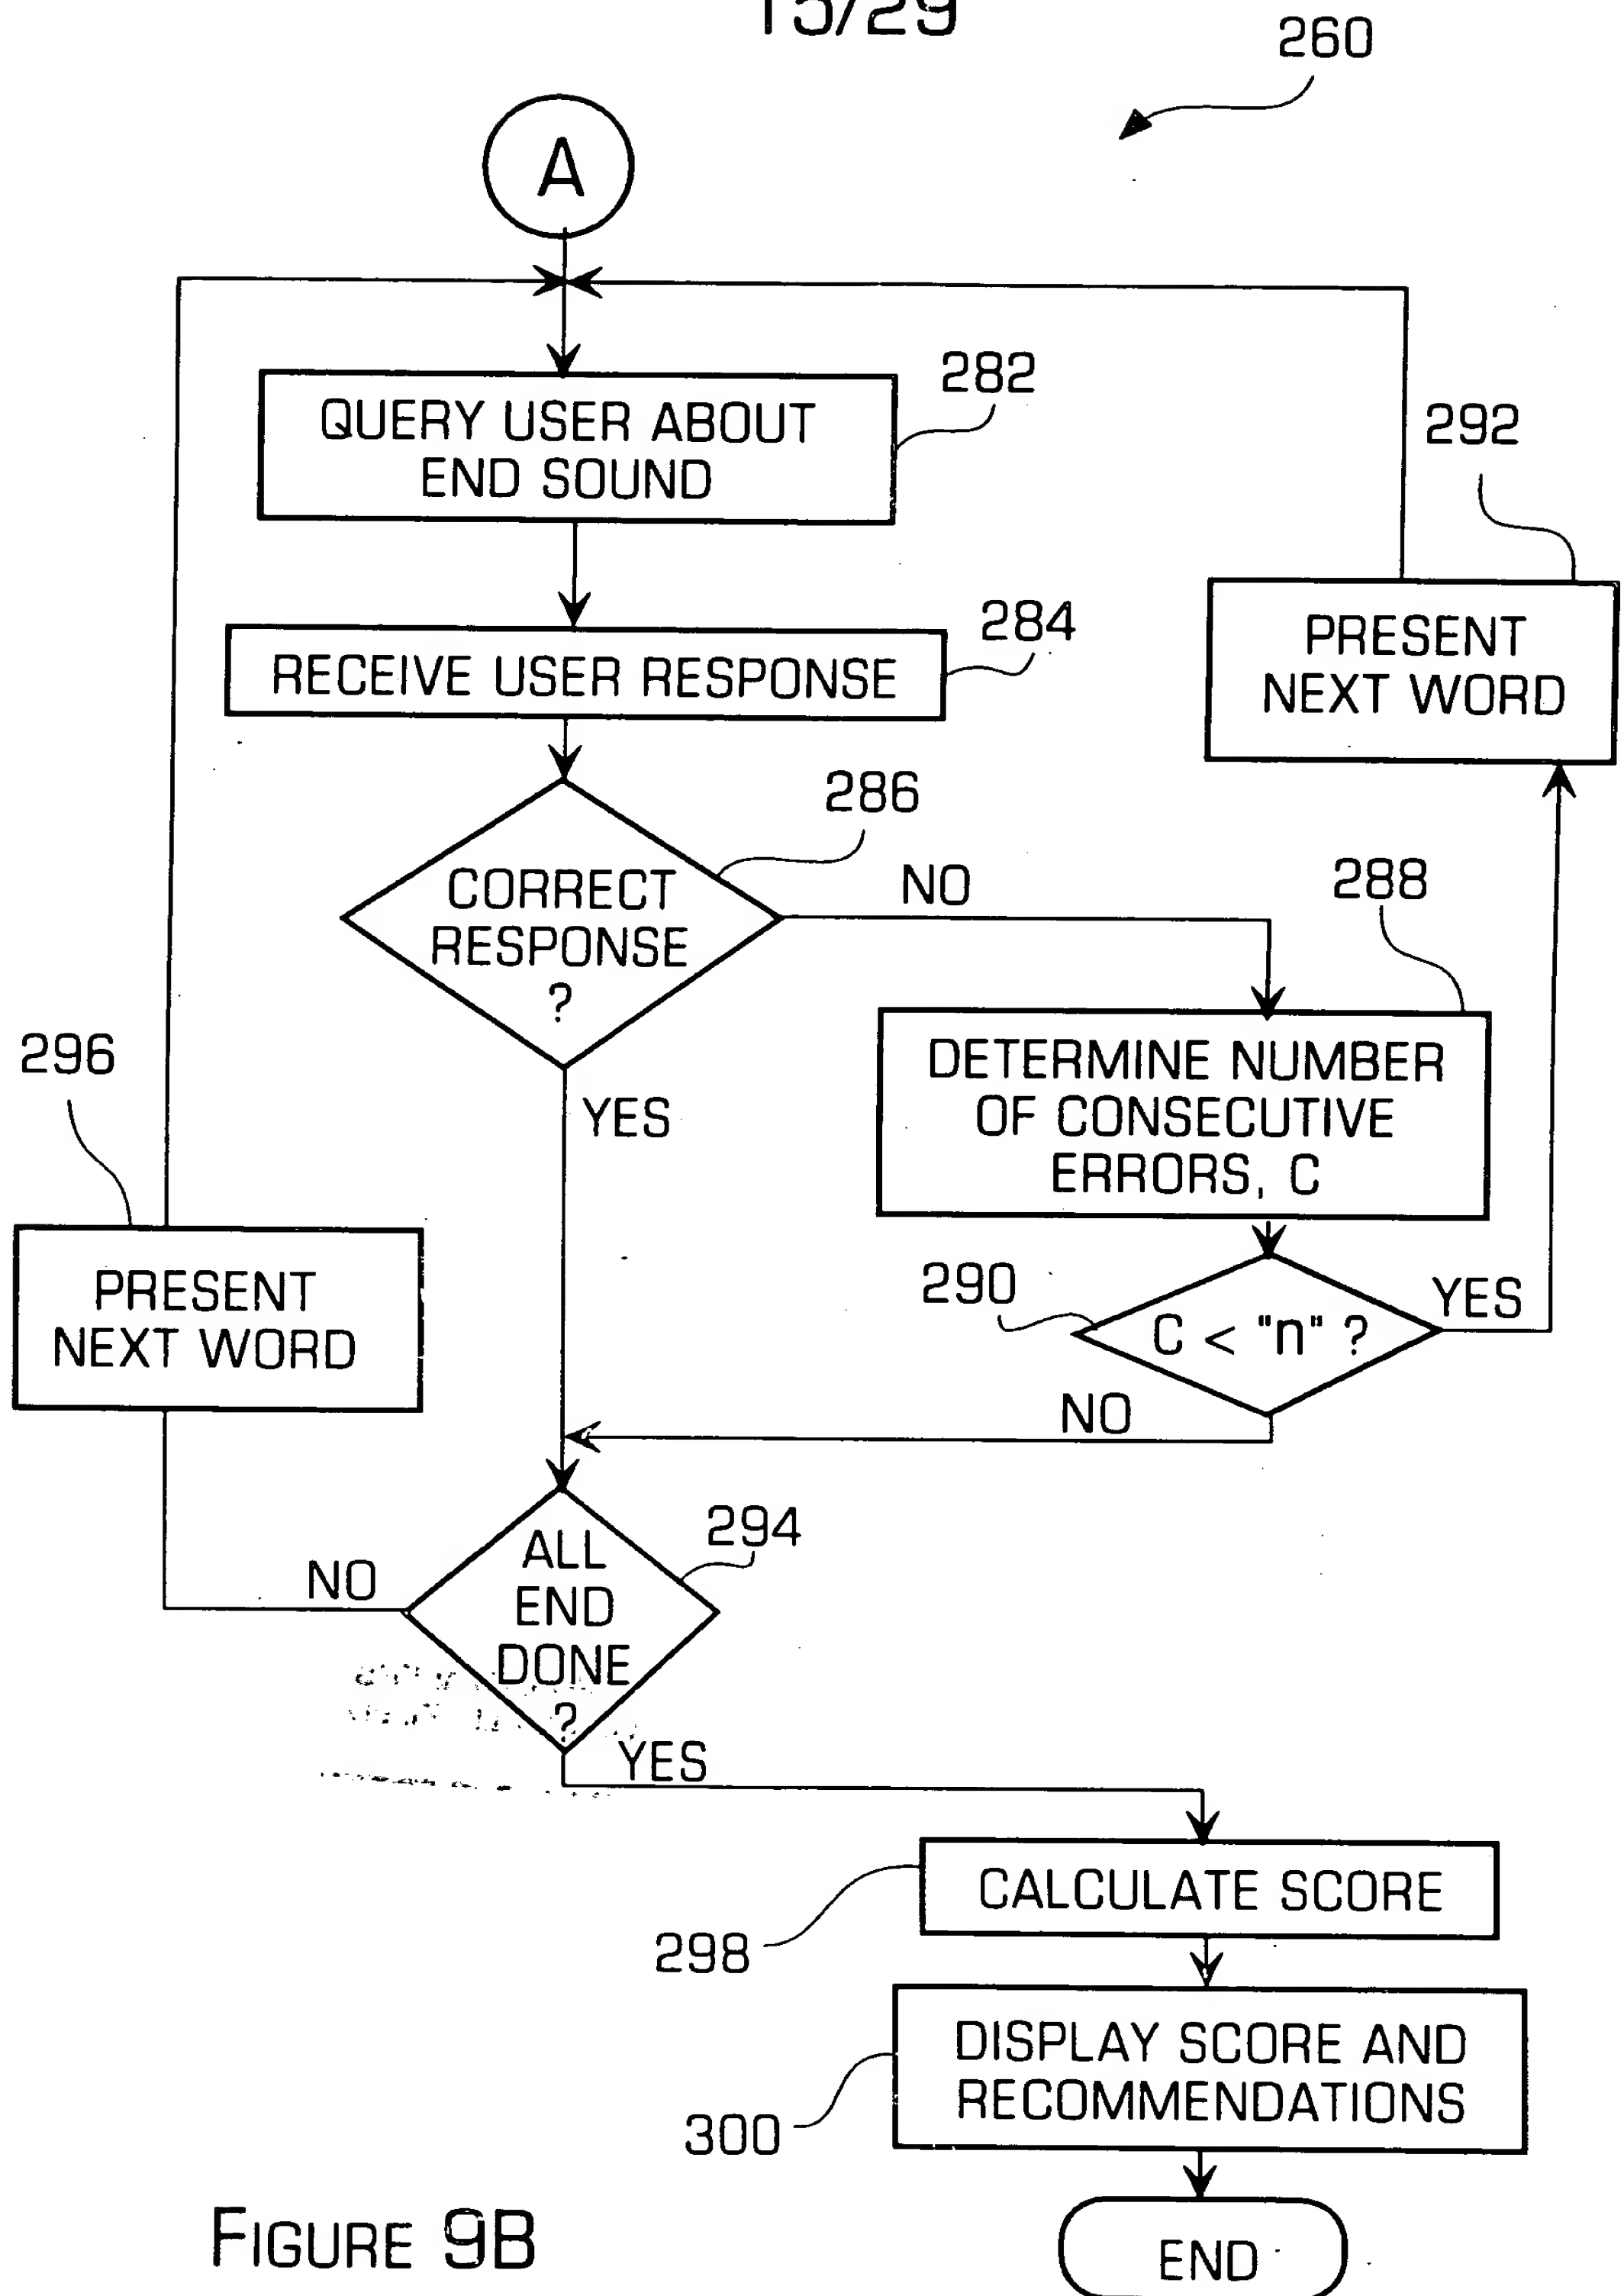 15/29
260
A
282
QUERY USER ABOUT
END SOUND
292
284
RECEIVE USER RESPONSE
PRESENT
NEXT WORD
286
CORRECT
RESPONSE
?
NO
288
296
YES
DETERMINE NUMBER
OF CONSECUTIVE
ERRORS, C
PRESENT
NEXT WORD
290
C < "n" ?
YES
NO
294
ALL
END
DONE
?
NO
YES
CALCULATE SCORE
298
DISPLAY SCORE AND
RECOMMENDATIONS
300
END
FIGURE 9B